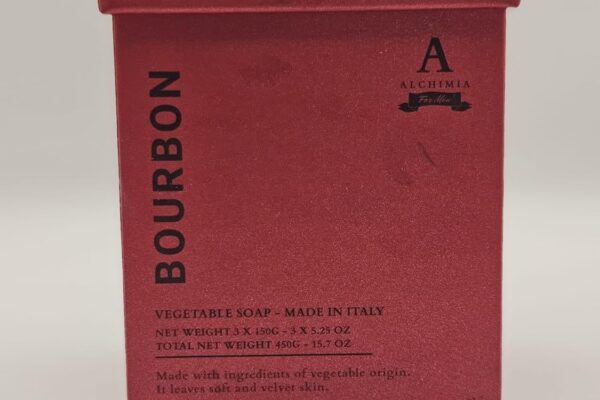 BOURBON
A
ALCHIMIA
For Men
VEGETABLE SOAP - MADE IN ITALY
NET WEIGHT 3 X 150G - 3 X 5.25 OZ
TOTAL NET WEIGHT 450G - 15.7 OZ
Made with ingredients of vegetable origin.
It leaves soft and velvet skin.